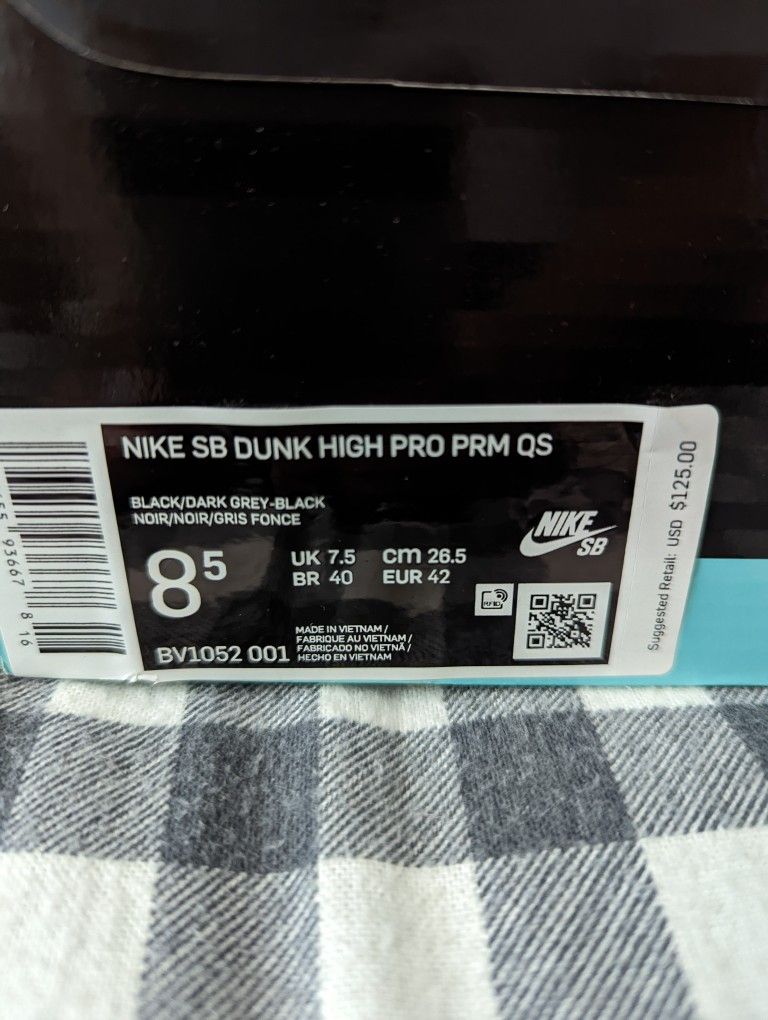 NIKE SB DUNK HIGH PRO PRM QS
BLACK/DARK GREY-BLACK
NOIR/NOIR/GRIS FONCE
8⁵
UK 7.5 cm 26.5
BR 40 EUR 42
NIKE
SB
RFID
MADE IN VIETNAM /
FABRIQUE AU VIETNAM /
FABRICADO NO VIETNÃ /
HECHO EN VIETNAM
BV1052 001
Suggested Retail: USD $125.00
93667 8 16